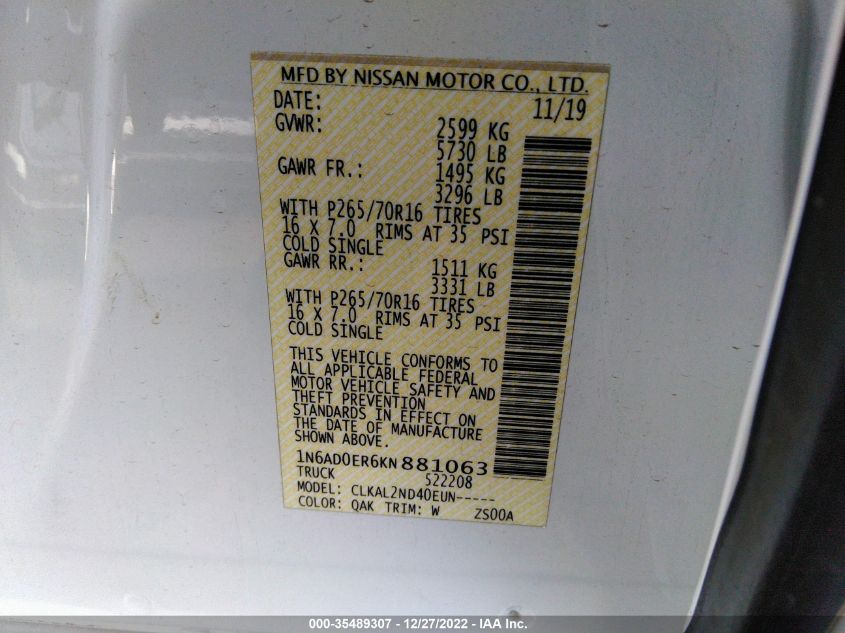 MFD BY NISSAN MOTOR CO., LTD.
DATE: 11/19
GVWR: 2599 KG
5730 LB
GAWR FR.: 1495 KG
3296 LB
WITH P265/70R16 TIRES
16 X 7.0 RIMS AT 35 PSI
COLD SINGLE
GAWR RR.: 1511 KG
3331 LB
WITH P265/70R16 TIRES
16 X 7.0 RIMS AT 35 PSI
COLD SINGLE
THIS VEHICLE CONFORMS TO
ALL APPLICABLE FEDERAL
MOTOR VEHICLE SAFETY AND
THEFT PREVENTION
STANDARDS IN EFFECT ON
THE DATE OF MANUFACTURE
SHOWN ABOVE.
1N6AD0ER6KN881063
TRUCK S22208
MODEL: CLKAL2ND40EUN-----
COLOR: QAK TRIM: W ZS00A
000-35489307 - 12/27/2022 - IAA Inc.